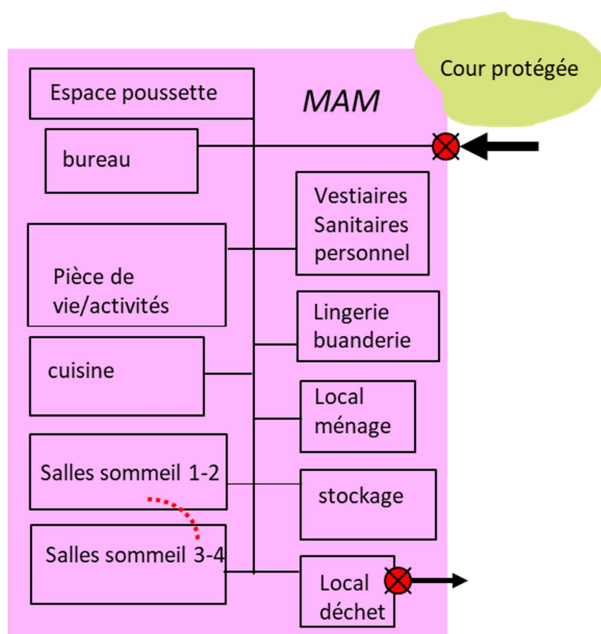 Cour protégée
MAM
Espace poussette
bureau
Vestiaires
Sanitaires
personnel
Pièce de
vie/activités
Lingerie
buanderie
cuisine
Local
ménage
Salles sommeil 1-2
stockage
Salles sommeil 3-4
Local
déchet